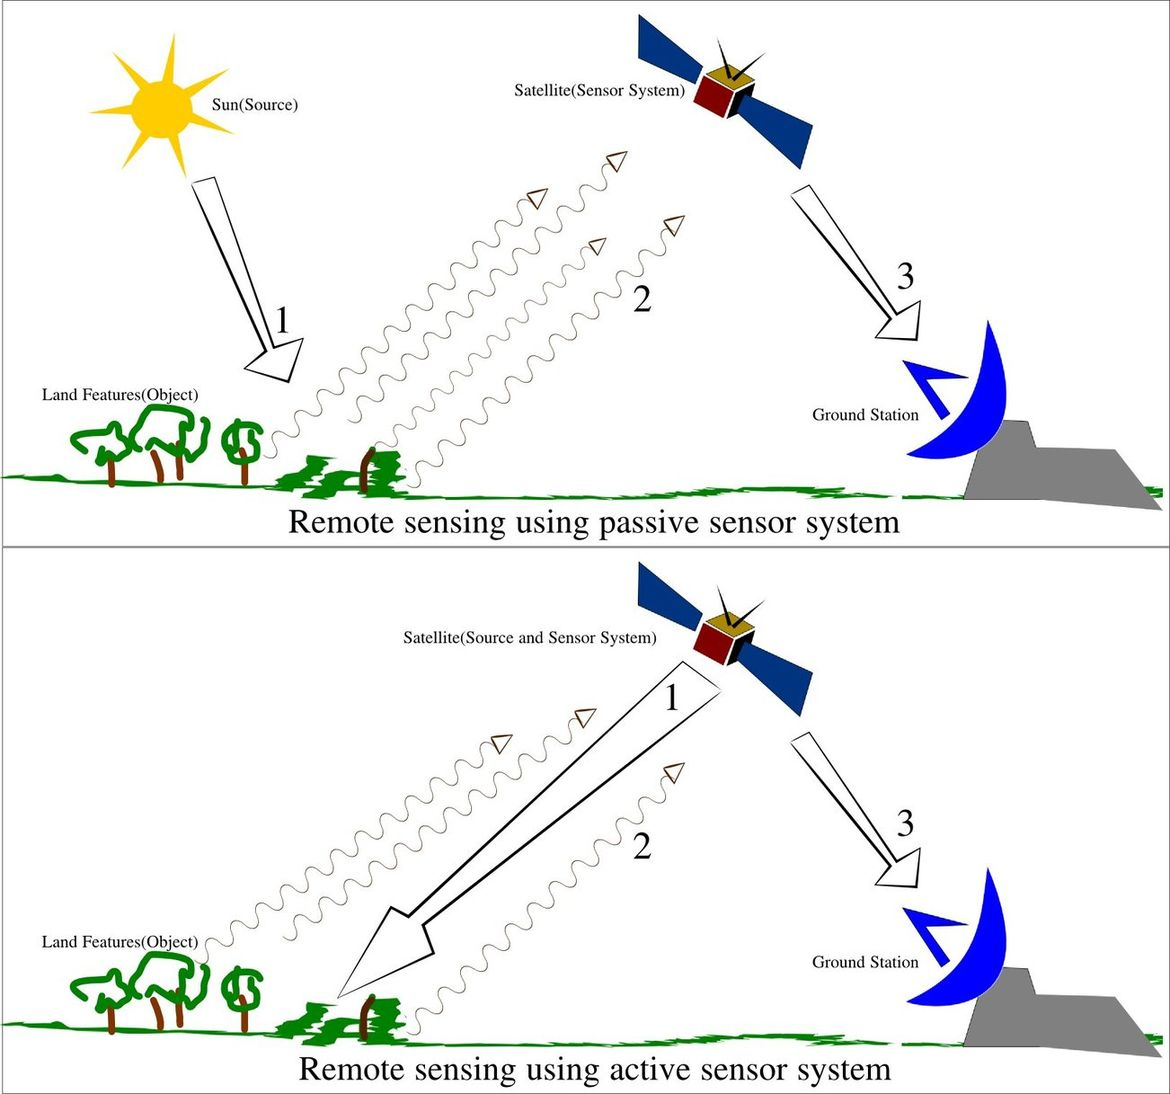 Sun(Source)
Satellite(Sensor System)
1
2
3
Land Features(Object)
Ground Station
Remote sensing using passive sensor system
Satellite(Source and Sensor System)
1
2
3
Land Features(Object)
Ground Station
Remote sensing using active sensor system